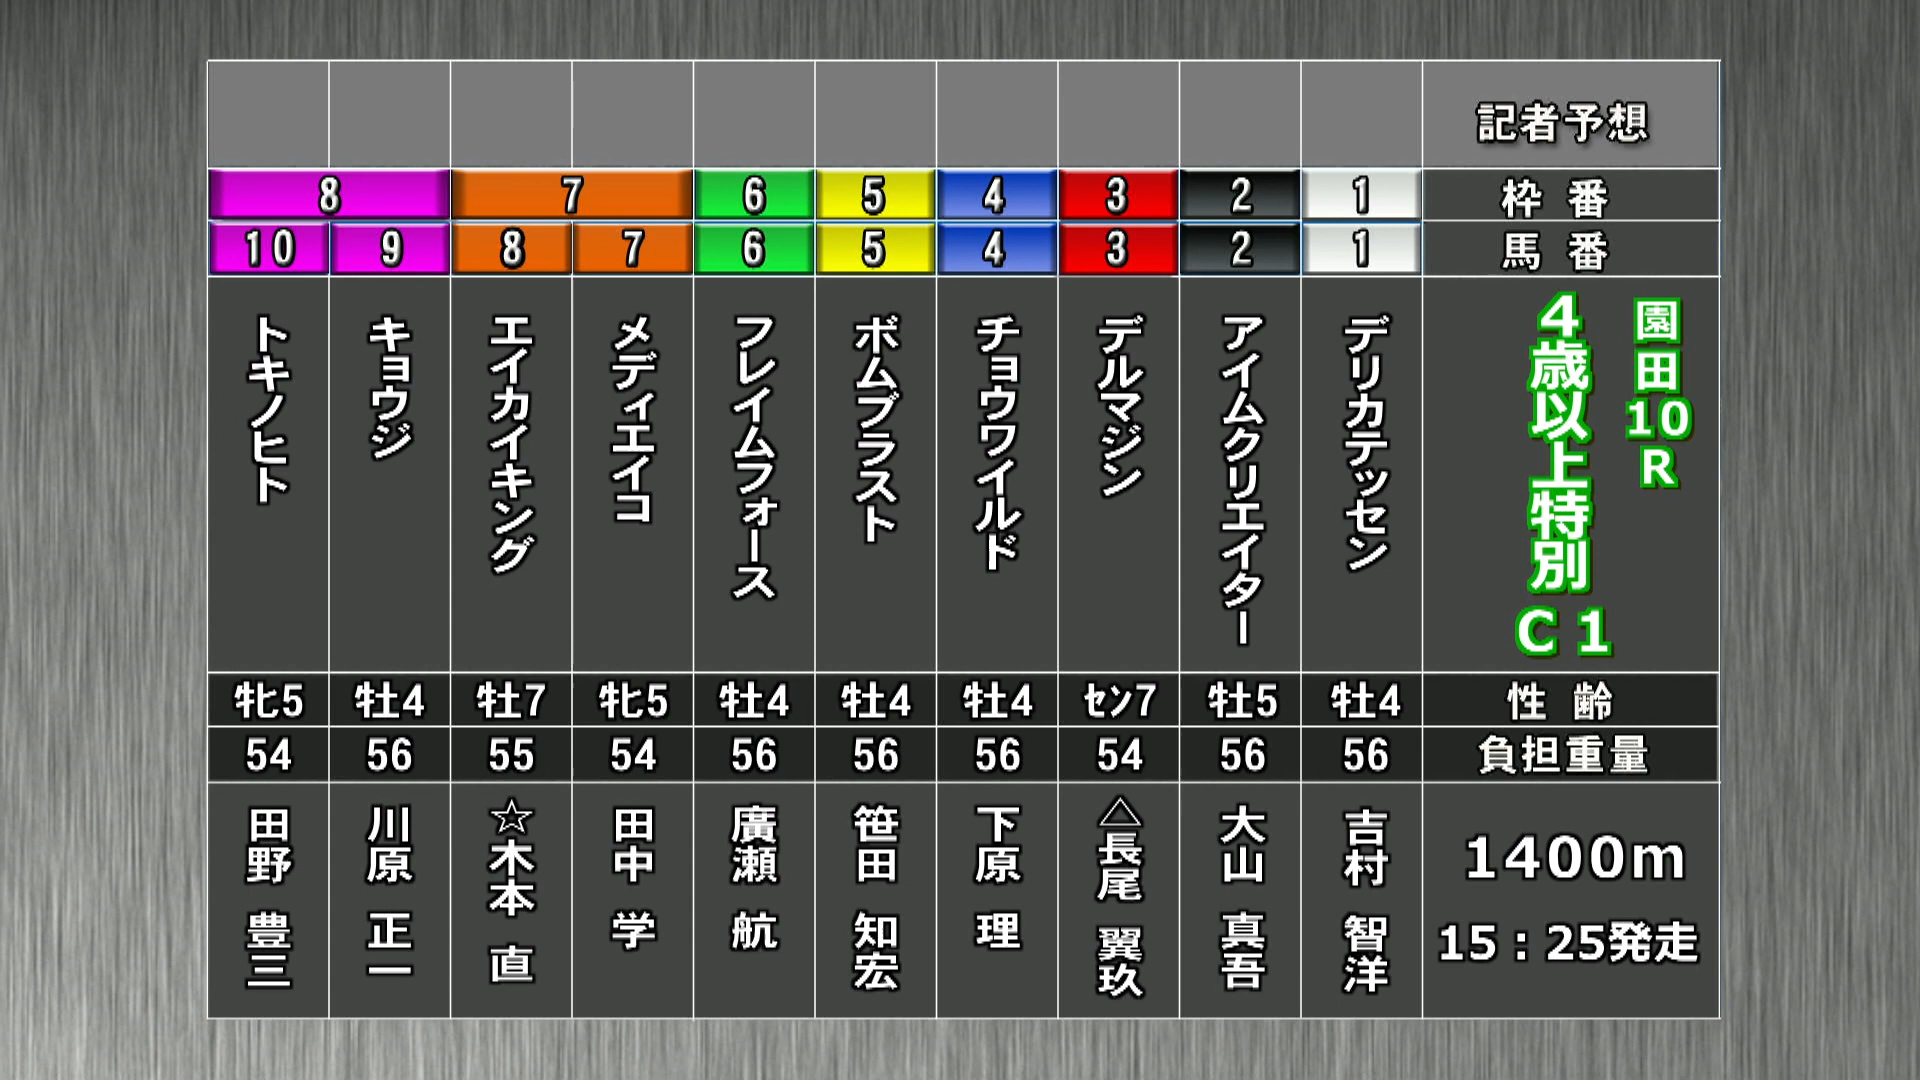 記者予想
枠番 1 2 3 4 5 6 7 8
馬番 1 2 3 4 5 6 7 8 9 10
園田10R
4歳以上特別
C1
デリカテッセン
アイムクリエイター
デルマジン
チョウワイルド
ボムブラスト
フレイムフォース
メディエイコ
エイカイキング
キョウジ
トキノヒト
性齢 牡4 牡5 セン7 牡4 牡4 牡4 牝5 牡7 牡4 牝5
負担重量 56 56 54 56 56 56 54 55 56 54
1400m
15:25発走
吉村 智洋
大山 真吾
△長尾 翼玖
下原 理
笹田 知宏
廣瀬 航
田中 学
☆木本 直
川原 正一
田野 豊三